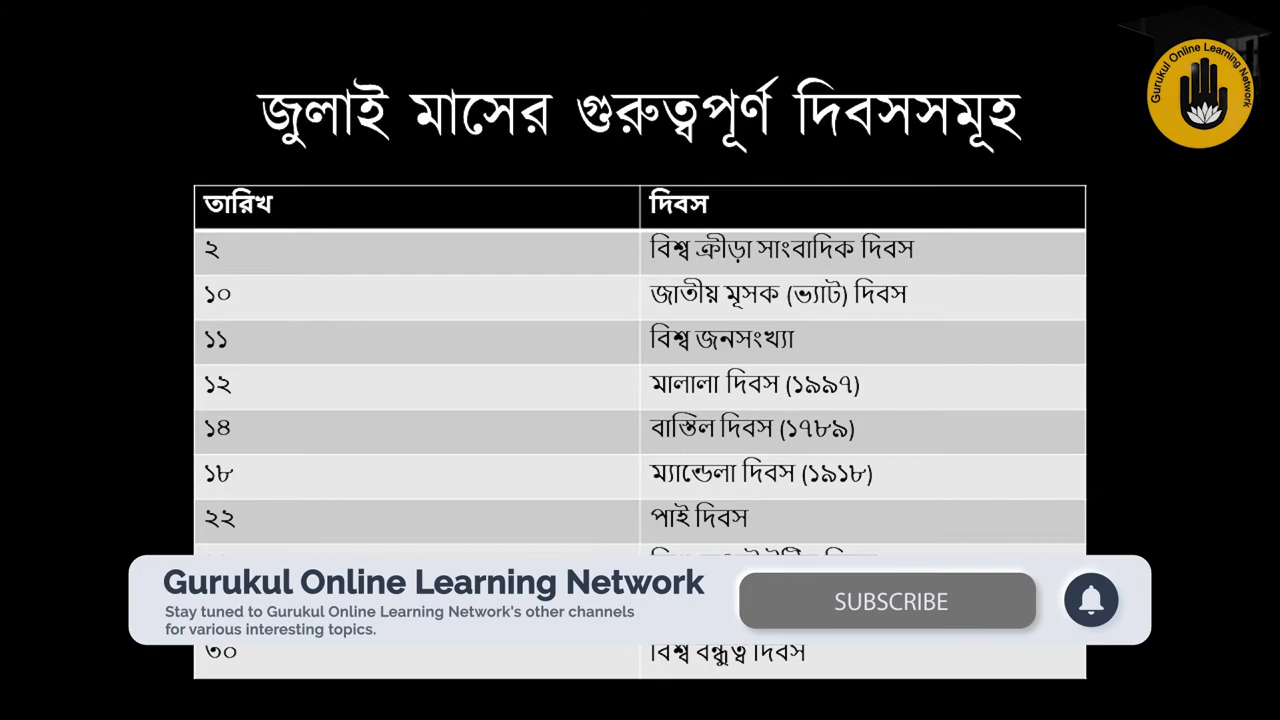 Gurukul Online Learning Network
জুলাই মাসের গুরুত্বপূর্ণ দিবসসমূহ
তারিখ দিবস
২ বিশ্ব ক্রীড়া সাংবাদিক দিবস
১০ জাতীয় মূসক (ভ্যাট) দিবস
১১ বিশ্ব জনসংখ্যা
১২ মালালা দিবস (১৯৯৭)
১৪ বাস্তিল দিবস (১৭৮৯)
১৮ ম্যান্ডেলা দিবস (১৯১৮)
২২ পাই দিবস
Gurukul Online Learning Network
Stay tuned to Gurukul Online Learning Network's other channels
for various interesting topics.
SUBSCRIBE
৩০ বিশ্ব বন্ধুত্ব দিবস